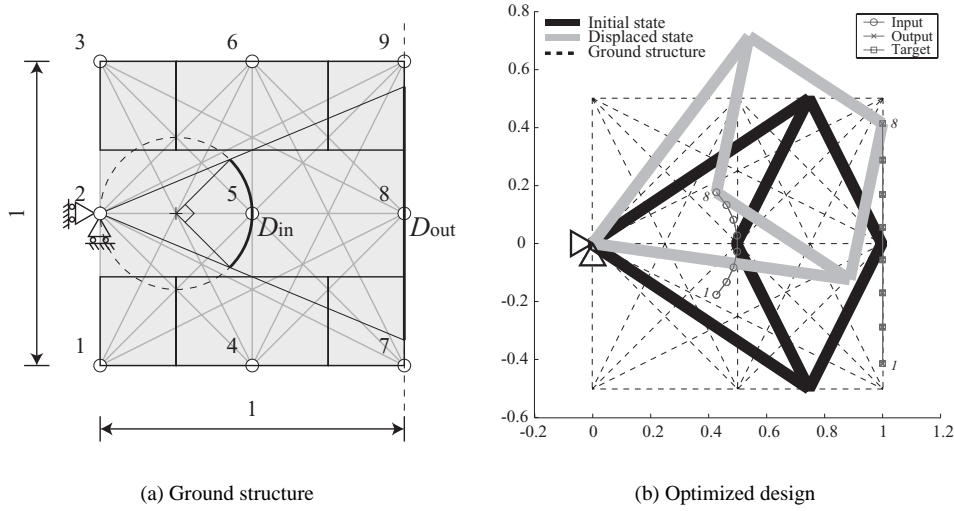 3 6 9
2 5 8
D_in D_out
1 4 7
1
1
(a) Ground structure
Initial state
Displaced state
Ground structure
Input
Output
Target
0.8
0.6
0.4
0.2
0
-0.2
-0.4
-0.6
-0.2 0 0.2 0.4 0.6 0.8 1 1.2
8
8
1
1
(b) Optimized design